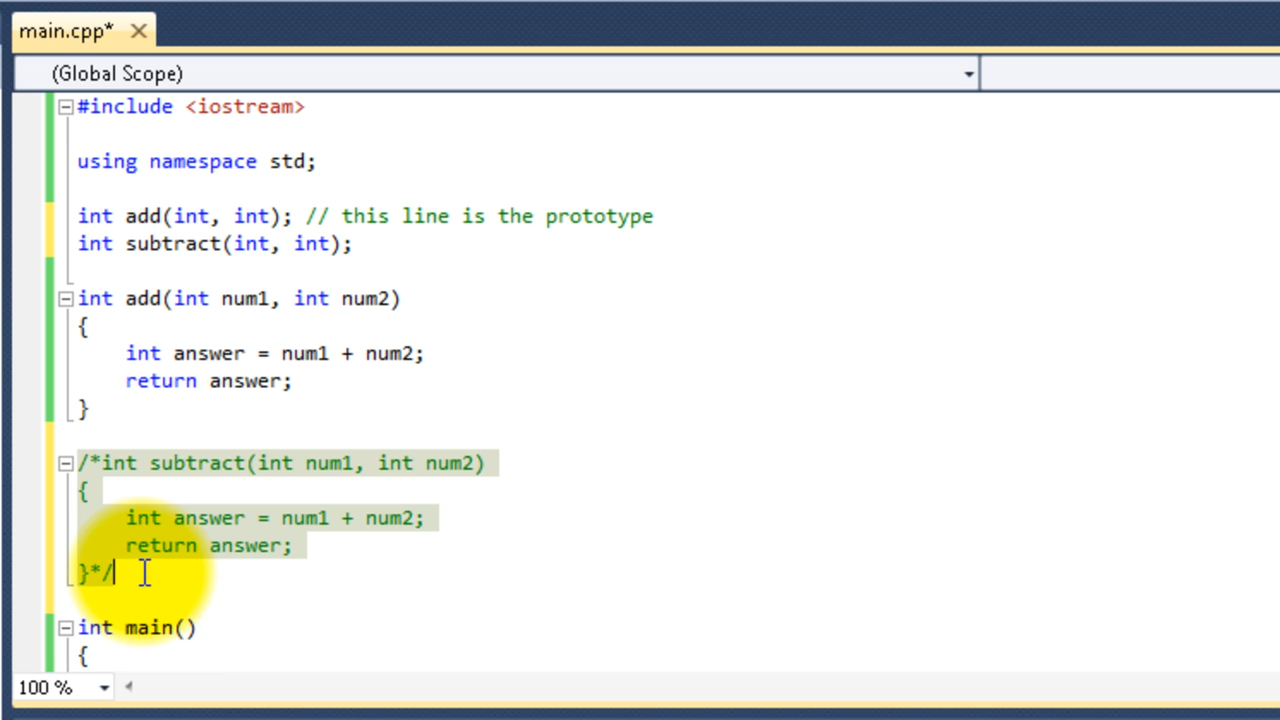 main.cpp*
(Global Scope)
#include <iostream>
using namespace std;
int add(int, int); // this line is the prototype
int subtract(int, int);
int add(int num1, int num2)
{
int answer = num1 + num2;
return answer;
}
/*int subtract(int num1, int num2)
{
int answer = num1 + num2;
return answer;
}*/
int main()
{
100 %